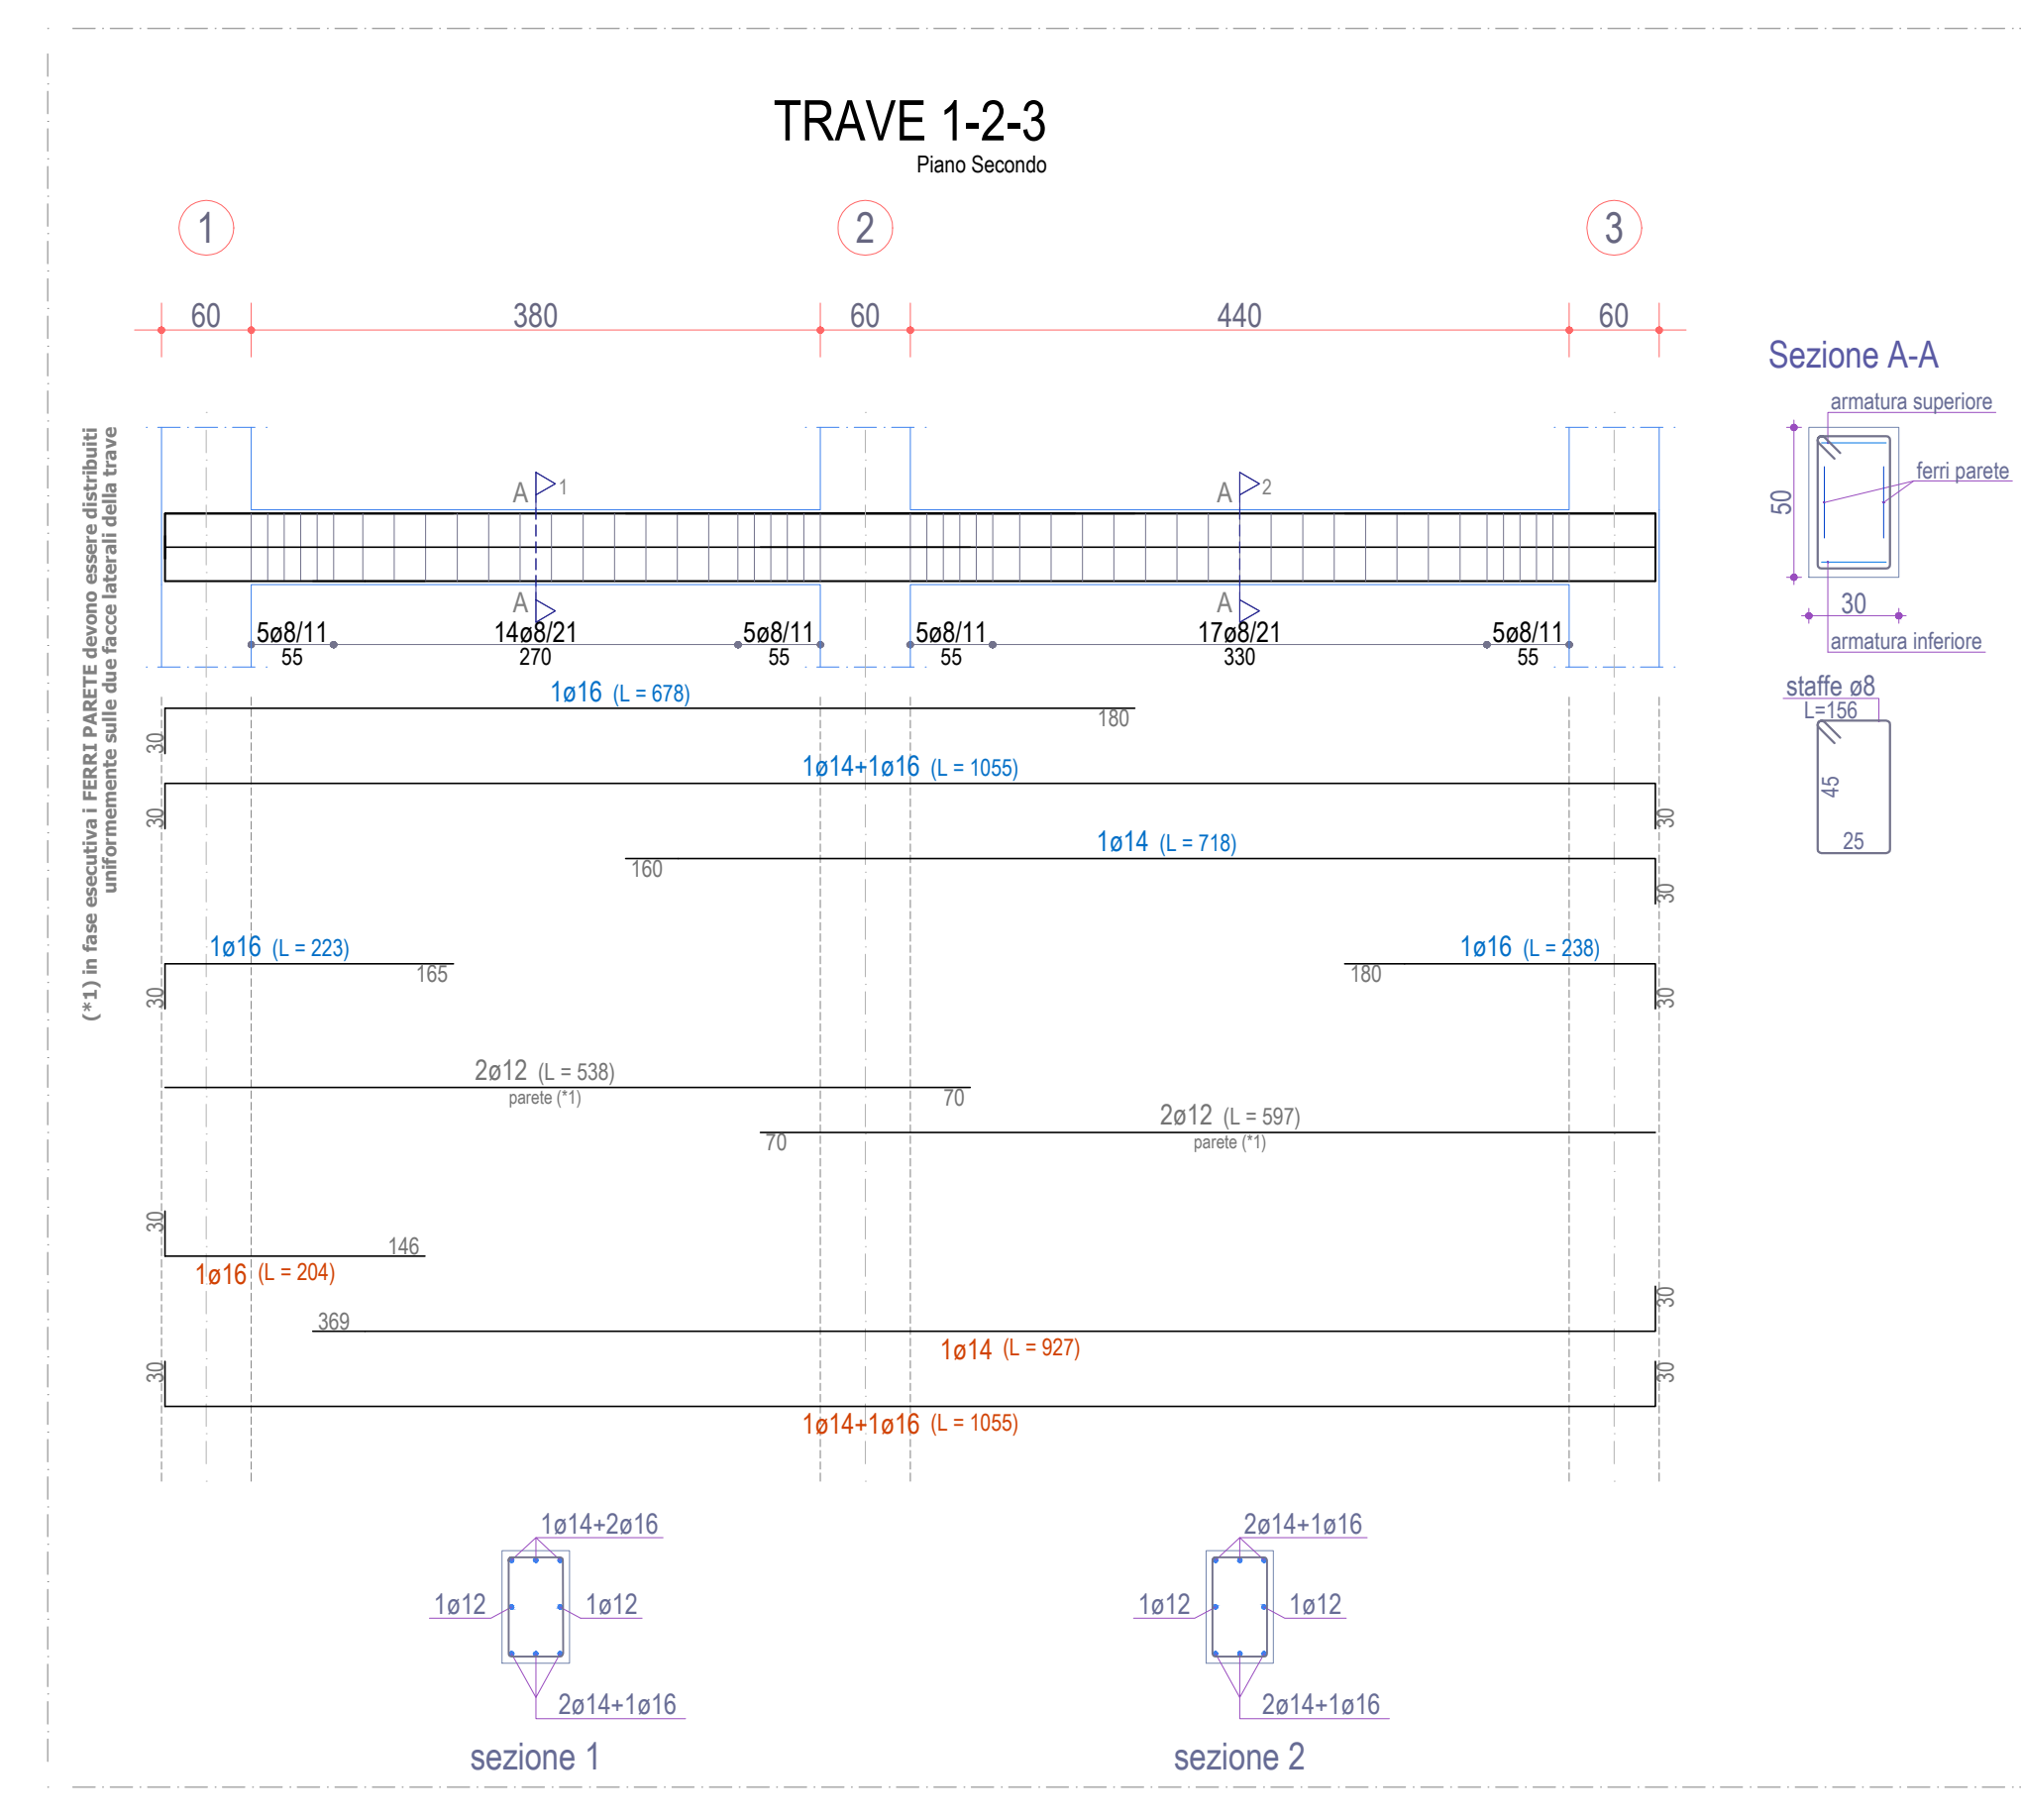 TRAVE 1-2-3
Piano Secondo
1
2
3
60
380
60
440
60
(*1) in fase esecutiva i FERRI PARETE devono essere distribuiti
uniformemente sulle due facce laterali della trave
A
1
A
2
A
A
5ø8/11
14ø8/21
5ø8/11
5ø8/11
17ø8/21
5ø8/11
55
270
55
55
330
55
Sezione A-A
armatura superiore
ferri parete
50
30
armatura inferiore
staffe ø8
L=156
45
25
1ø16 (L = 678)
180
30
1ø14+1ø16 (L = 1055)
30
30
1ø14 (L = 718)
160
30
1ø16 (L = 223)
165
30
1ø16 (L = 238)
180
30
2ø12 (L = 538)
parete (*1)
70
2ø12 (L = 597)
parete (*1)
70
30
146
1ø16 (L = 204)
369
30
1ø14 (L = 927)
30
30
1ø14+1ø16 (L = 1055)
1ø14+2ø16
1ø12
1ø12
2ø14+1ø16
sezione 1
2ø14+1ø16
1ø12
1ø12
2ø14+1ø16
sezione 2